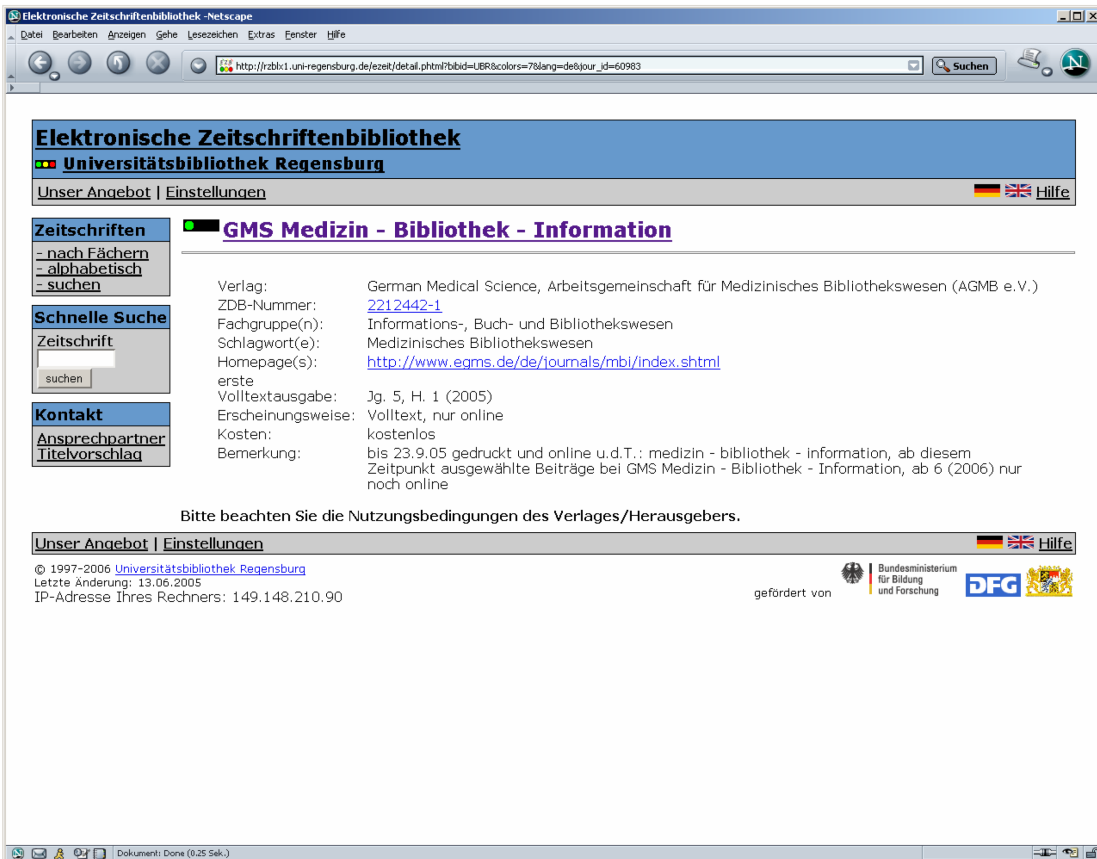 Elektronische Zeitschriftenbibliothek -Netscape
Datei Bearbeiten Anzeigen Gehe Lesezeichen Extras Fenster Hilfe
http://rzblx1.uni-regensburg.de/ezeit/detail.phtml?bibid=UBR&colors=7&lang=de&jour_id=60983
Suchen
Elektronische Zeitschriftenbibliothek
Universitätsbibliothek Regensburg
Unser Angebot | Einstellungen
Hilfe
Zeitschriften
- nach Fächern
- alphabetisch
- suchen
Schnelle Suche
Zeitschrift
suchen
Kontakt
Ansprechpartner
Titelvorschlag
GMS Medizin - Bibliothek - Information
Verlag: German Medical Science, Arbeitsgemeinschaft für Medizinisches Bibliothekswesen (AGMB e.V.)
ZDB-Nummer: 2212442-1
Fachgruppe(n): Informations-, Buch- und Bibliothekswesen
Schlagwort(e): Medizinisches Bibliothekswesen
Homepage(s): http://www.egms.de/de/journals/mbi/index.shtml
erste
Volltextausgabe: Jg. 5, H. 1 (2005)
Erscheinungsweise: Volltext, nur online
Kosten: kostenlos
Bemerkung: bis 23.9.05 gedruckt und online u.d.T.: medizin - bibliothek - information, ab diesem
Zeitpunkt ausgewählte Beiträge bei GMS Medizin - Bibliothek - Information, ab 6 (2006) nur
noch online
Bitte beachten Sie die Nutzungsbedingungen des Verlages/Herausgebers.
Unser Angebot | Einstellungen
Hilfe
© 1997-2006 Universitätsbibliothek Regensburg
Letzte Änderung: 13.06.2005
IP-Adresse Ihres Rechners: 149.148.210.90
gefördert von
Bundesministerium
für Bildung
und Forschung
DFG
Dokument: Done (0.25 Sek.)